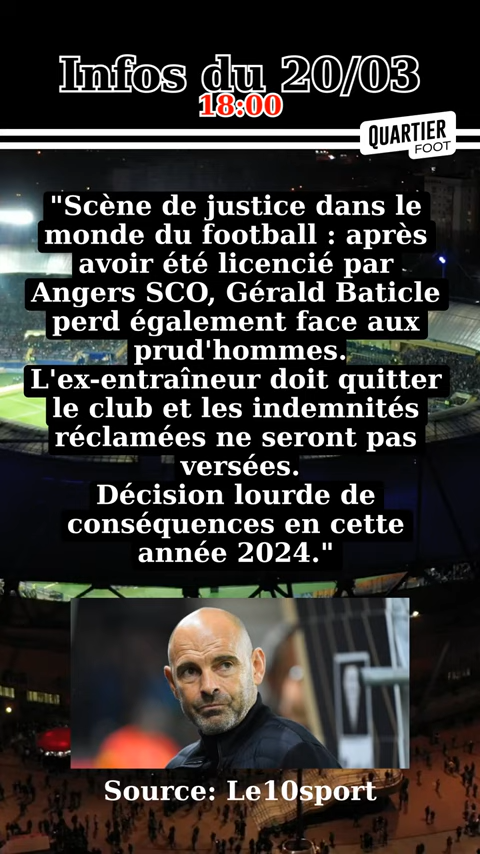 Infos du 20/03
18:00
QUARTIER
FOOT
"Scène de justice dans le
monde du football : après
avoir été licencié par
Angers SCO, Gérald Baticle
perd également face aux
prud'hommes.
L'ex-entraîneur doit quitter
le club et les indemnités
réclamées ne seront pas
versées.
Décision lourde de
conséquences en cette
année 2024."
Source: Le10sport